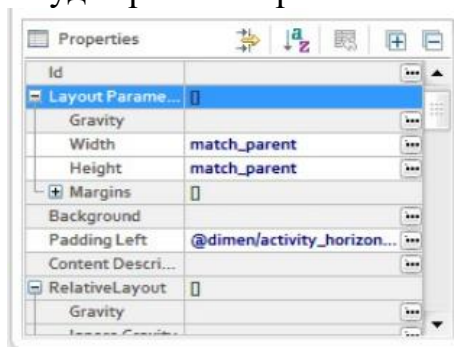 Properties
Id
Layout Parame... []
Gravity
Width match_parent
Height match_parent
Margins []
Background
Padding Left @dimen/activity_horizon...
Content Descri...
RelativeLayout []
Gravity